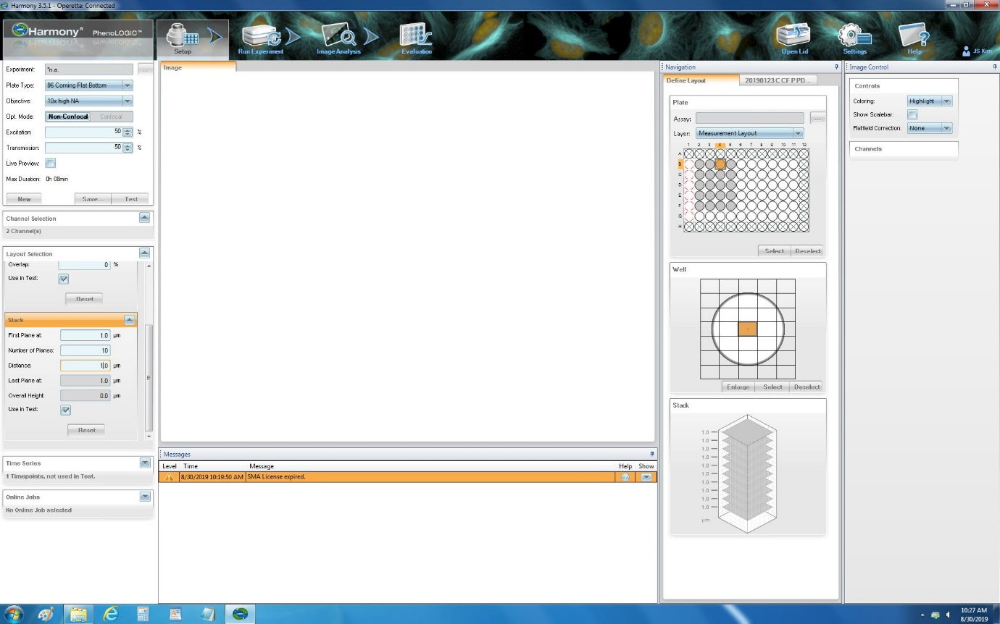 Harmony 3.5.1 - Operetta: Connected
Harmony® PhenoLOGIC™
Setup
Run Experiment
Image Analysis
Evaluation
Open Lid
Settings
Help
JS Kim
Experiment: *n.a. ...
Plate Type: 96 Corning Flat Bottom
Objective: 10x high NA
Opt. Mode: Non-Confocal Confocal
Excitation: 50 %
Transmission: 50 %
Live Preview:
Max Duration: 0h 08min
New Save... Test
Channel Selection
2 Channel(s)
Layout Selection
Overlap: 0 %
Use in Test:
Reset
Stack
First Plane at: 1.0 µm
Number of Planes: 10
Distance: 1.0 µm
Last Plane at: 1.0 µm
Overall Height: 0.0 µm
Use in Test:
Reset
Time Series
1 Timepoints, not used in Test.
Online Jobs
No Online Job selected
Image
Messages
Level Time Message Help Show
8/30/2019 10:19:50 AM SMA License expired.
Navigation
Define Layout 20190123 C CF P PD...
Plate
Assay: ...
Layer: Measurement Layout
1 2 3 4 5 6 7 8 9 10 11 12
A
B
C
D
E
F
G
H
Select Deselect
Well
Enlarge Select Deselect
Stack
1.0
1.0
1.0
1.0
1.0
1.0
1.0
1.0
1.0
1.0
µm
Image Control
Controls
Coloring: Highlight
Show Scalebar:
Flatfield Correction: None
Channels
10:27 AM
8/30/2019